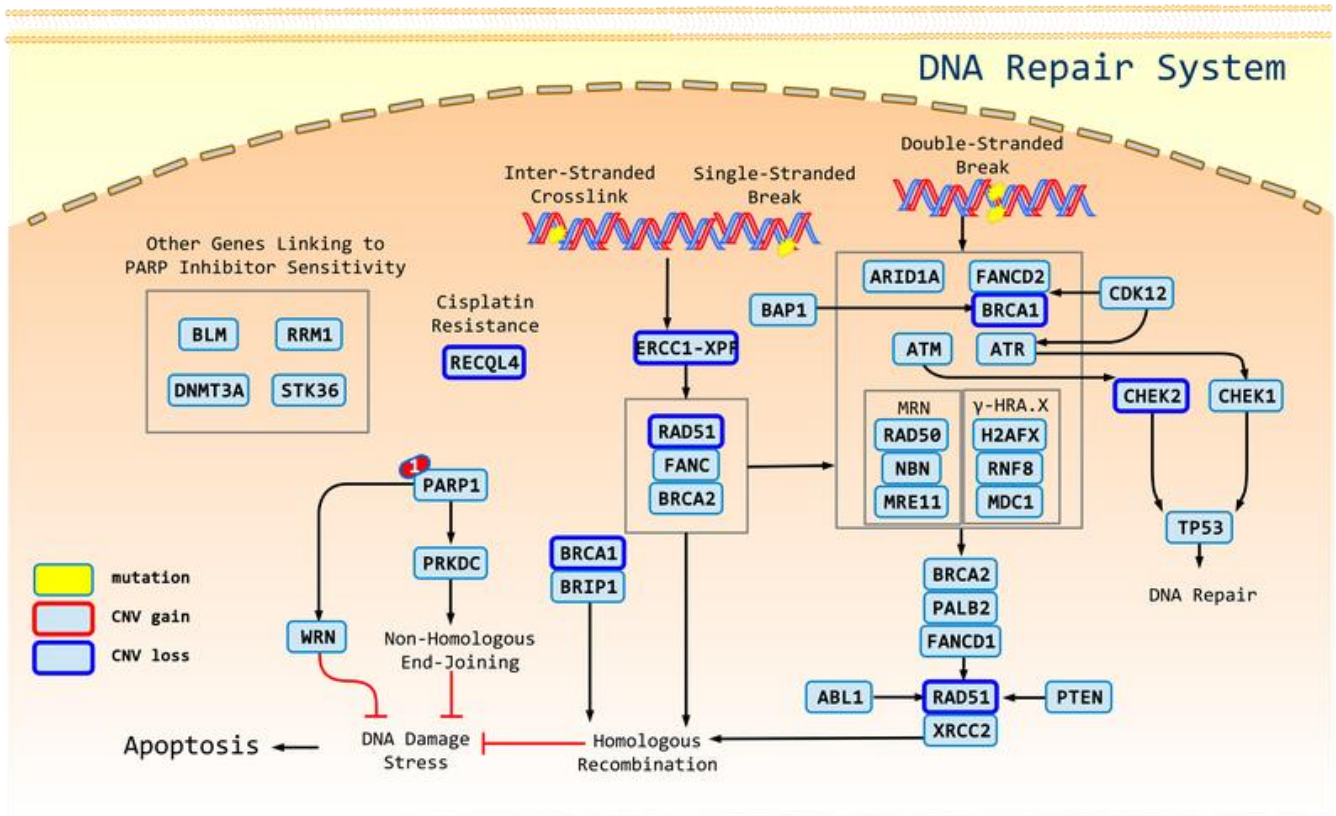 DNA Repair System
Double-Stranded
Break
Inter-Stranded
Crosslink
Single-Stranded
Break
Other Genes Linking to
PARP Inhibitor Sensitivity
BLM
RRM1
DNMT3A
STK36
Cisplatin
Resistance
RECQL4
ERCC1-XPF
BAP1
ARID1A
FANCD2
BRCA1
CDK12
ATM
ATR
CHEK2
CHEK1
MRN
RAD50
NBN
MRE11
γ-HRA.X
H2AFX
RNF8
MDC1
RAD51
FANC
BRCA2
1
PARP1
PRKDC
WRN
Non-Homologous
End-Joining
BRCA1
BRIP1
TP53
DNA Repair
BRCA2
PALB2
FANCD1
ABL1
RAD51
PTEN
XRCC2
mutation
CNV gain
CNV loss
Apoptosis
DNA Damage
Stress
Homologous
Recombination